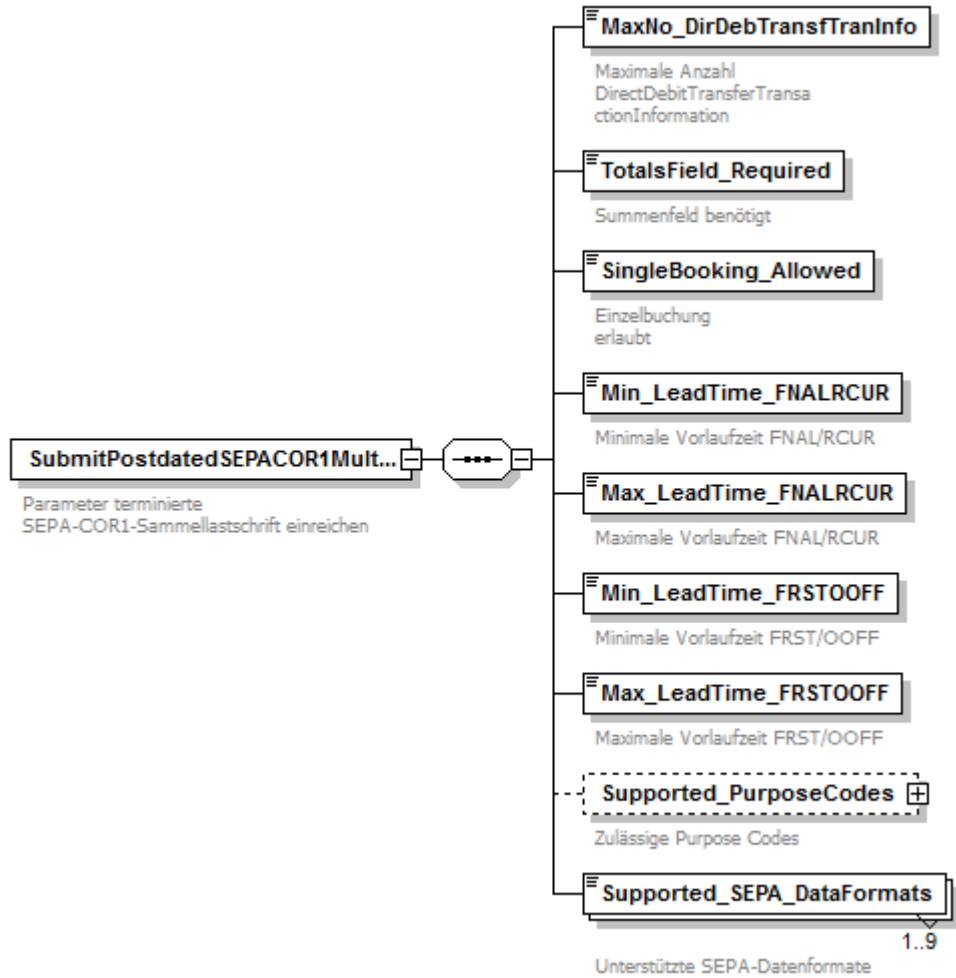 MaxNo_DirDebTransfTranInfo
Maximale Anzahl
DirectDebitTransferTransa
ctionInformation
TotalsField_Required
Summenfeld benötigt
SingleBooking_Allowed
Einzelbuchung
erlaubt
Min_LeadTime_FNALRCUR
Minimale Vorlaufzeit FNAL/RCUR
SubmitPostdatedSEPACOR1Mult...
Parameter terminierte
SEPA-COR1-Sammellastschrift einreichen
Max_LeadTime_FNALRCUR
Maximale Vorlaufzeit FNAL/RCUR
Min_LeadTime_FRSTOOFF
Minimale Vorlaufzeit FRST/OOFF
Max_LeadTime_FRSTOOFF
Maximale Vorlaufzeit FRST/OOFF
Supported_PurposeCodes
Zulässige Purpose Codes
Supported_SEPA_DataFormats
1..9
Unterstützte SEPA-Datenformate